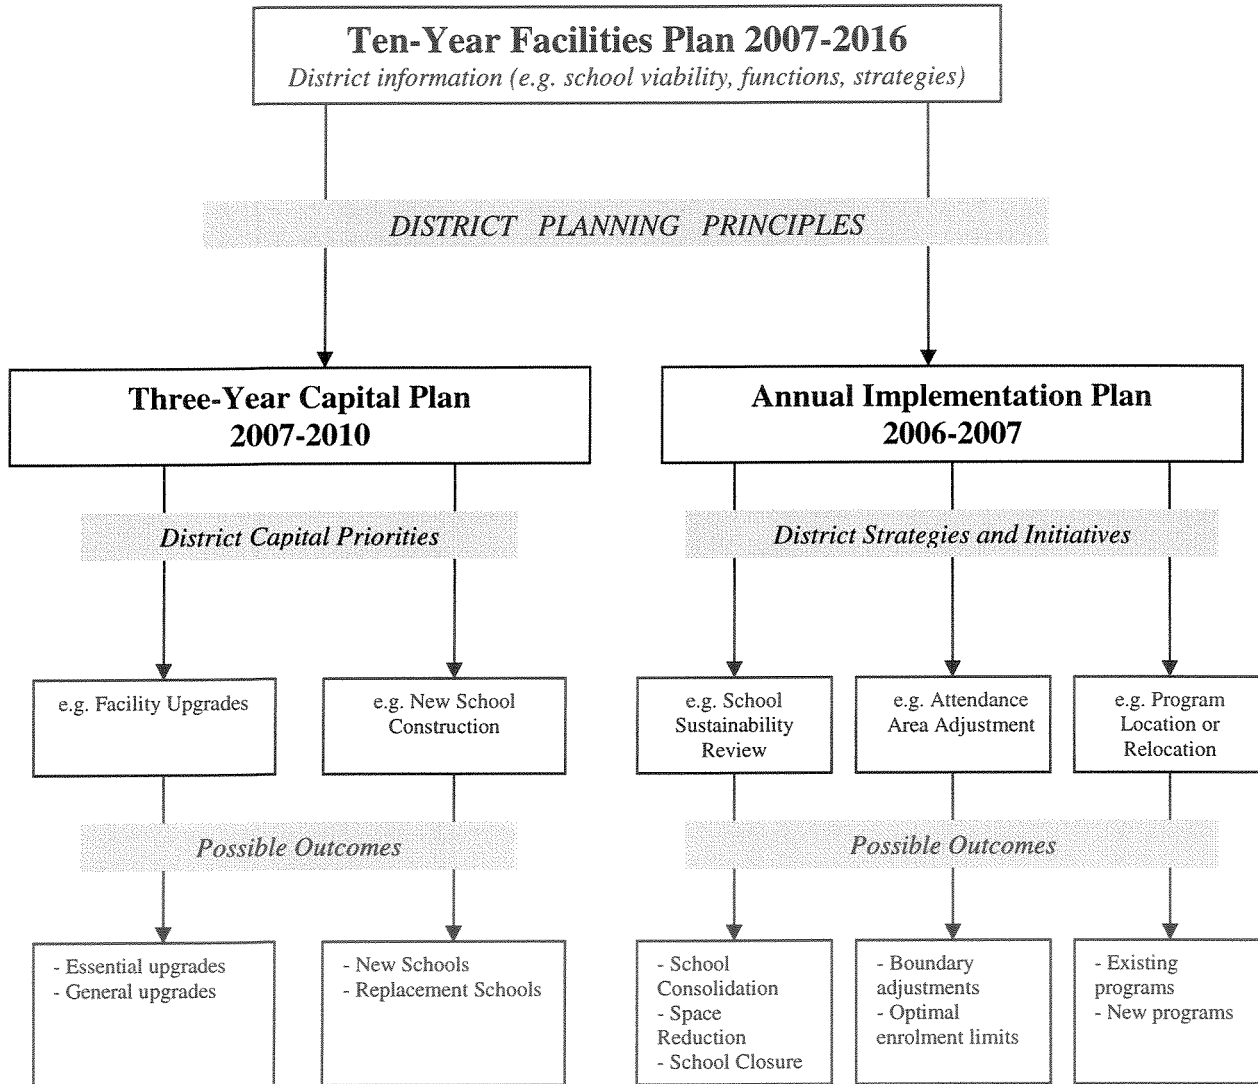 Ten-Year Facilities Plan 2007-2016
District information (e.g. school viability, functions, strategies)
DISTRICT PLANNING PRINCIPLES
Three-Year Capital Plan
2007-2010
Annual Implementation Plan
2006-2007
District Capital Priorities
District Strategies and Initiatives
e.g. Facility Upgrades
e.g. New School
Construction
e.g. School
Sustainability
Review
e.g. Attendance
Area Adjustment
e.g. Program
Location or
Relocation
Possible Outcomes
Possible Outcomes
- Essential upgrades
- General upgrades
- New Schools
- Replacement Schools
- School
Consolidation
- Space
Reduction
- School Closure
- Boundary
adjustments
- Optimal
enrolment limits
- Existing
programs
- New programs